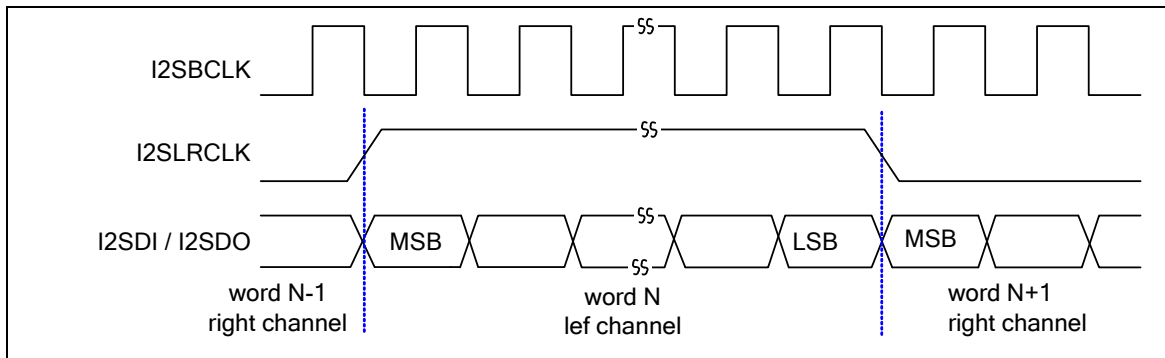 I2SBCLK
I2SLRCLK
I2SDI / I2SDO
MSB
LSB
MSB
word N-1
right channel
word N
lef channel
word N+1
right channel